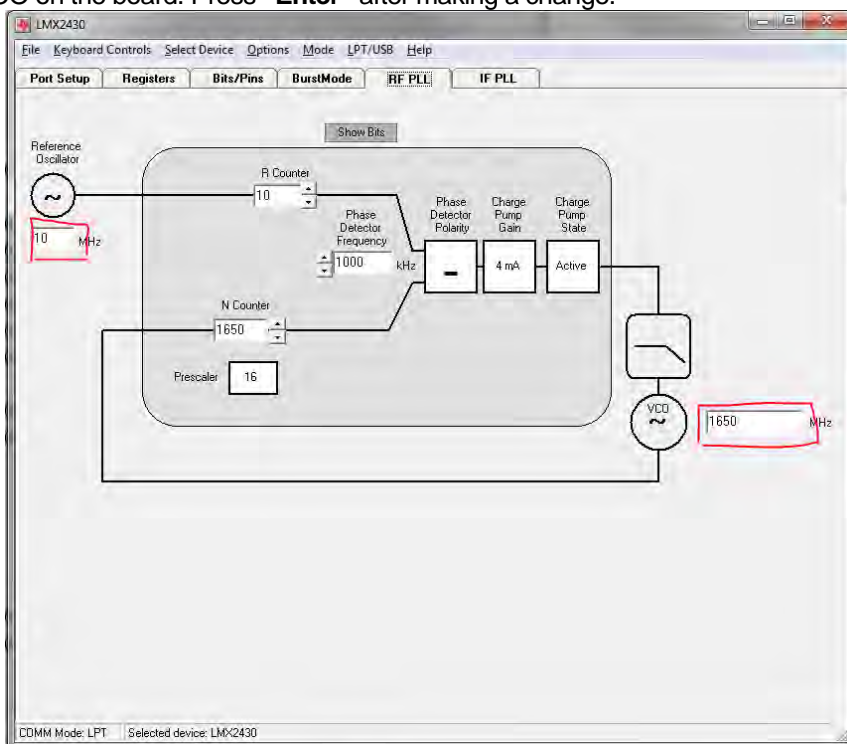 CO on the board. Press "Enter" after making a change.
LMX2430
File Keyboard Controls Select Device Options Mode LPT/USB Help
Port Setup Registers Bits/Pins BurstMode RF PLL IF PLL
Show Bits
Reference
Oscillator
~
10 MHz
R Counter
10
Phase
Detector
Frequency
1000 kHz
Phase
Detector
Polarity
-
Charge
Pump
Gain
4 mA
Charge
Pump
State
Active
N Counter
1650
Prescaler 16
VCO
~
1650 MHz
COMM Mode: LPT Selected device: LMX2430